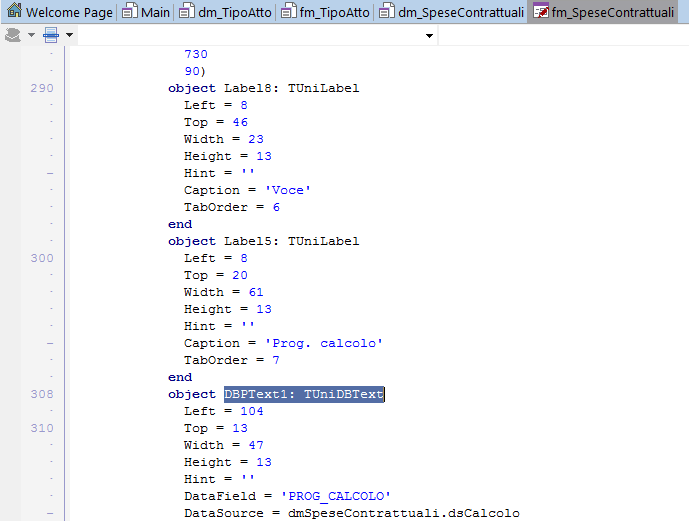 Welcome Page Main dm_TipoAtto fm_TipoAtto dm_SpeseContrattuali fm_SpeseContrattuali
730
90)
290 object Label8: TUniLabel
Left = 8
Top = 46
Width = 23
Height = 13
Hint = ''
Caption = 'Voce'
TabOrder = 6
end
object Label5: TUniLabel
300 Left = 8
Top = 20
Width = 61
Height = 13
Hint = ''
Caption = 'Prog. calcolo'
TabOrder = 7
end
308 object DBPText1: TUniDBText
Left = 104
310 Top = 13
Width = 47
Height = 13
Hint = ''
DataField = 'PROG_CALCOLO'
DataSource = dmSpeseContrattuali.dsCalcolo